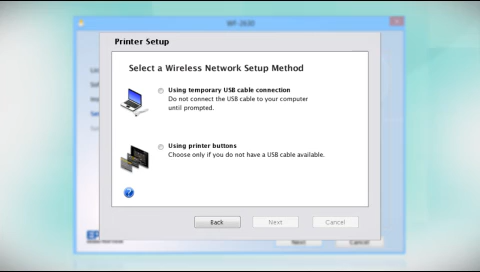 WF-2630
Printer Setup
Select a Wireless Network Setup Method
Using temporary USB cable connection
Do not connect the USB cable to your computer
until prompted.
Using printer buttons
Choose only if you do not have a USB cable available.
Back Next Cancel
Next Cancel